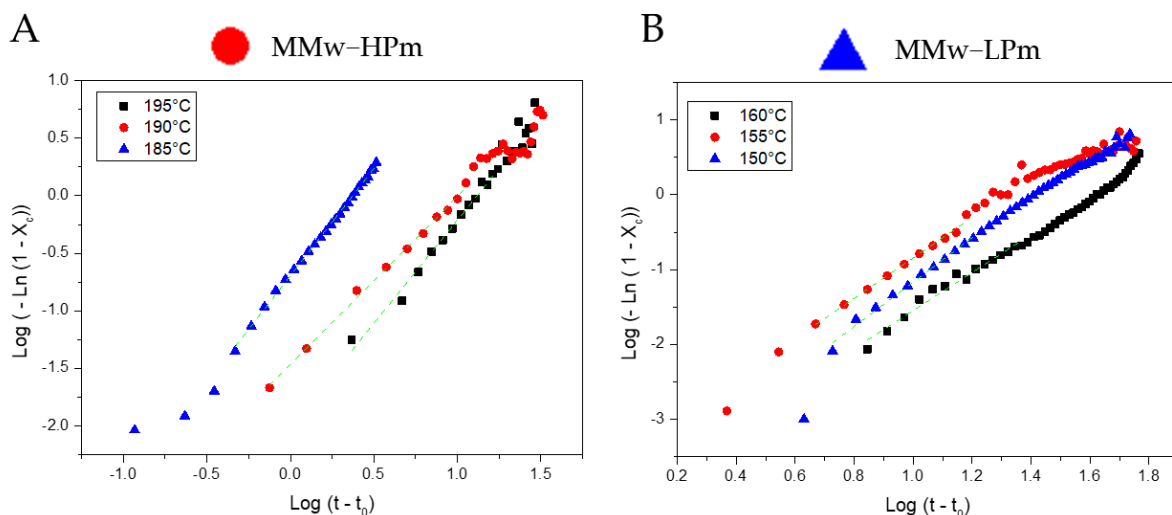 A
MMw–HPm
195°C
190°C
185°C
1.0
0.5
0.0
-0.5
-1.0
-1.5
-2.0
Log ( - Ln (1 - Xc))
-1.0 -0.5 0.0 0.5 1.0 1.5
Log (t - t0)
B
MMw–LPm
160°C
155°C
150°C
1
0
-1
-2
-3
Log (- Ln ( 1 - Xc))
0.2 0.4 0.6 0.8 1.0 1.2 1.4 1.6 1.8
Log (t - t0)